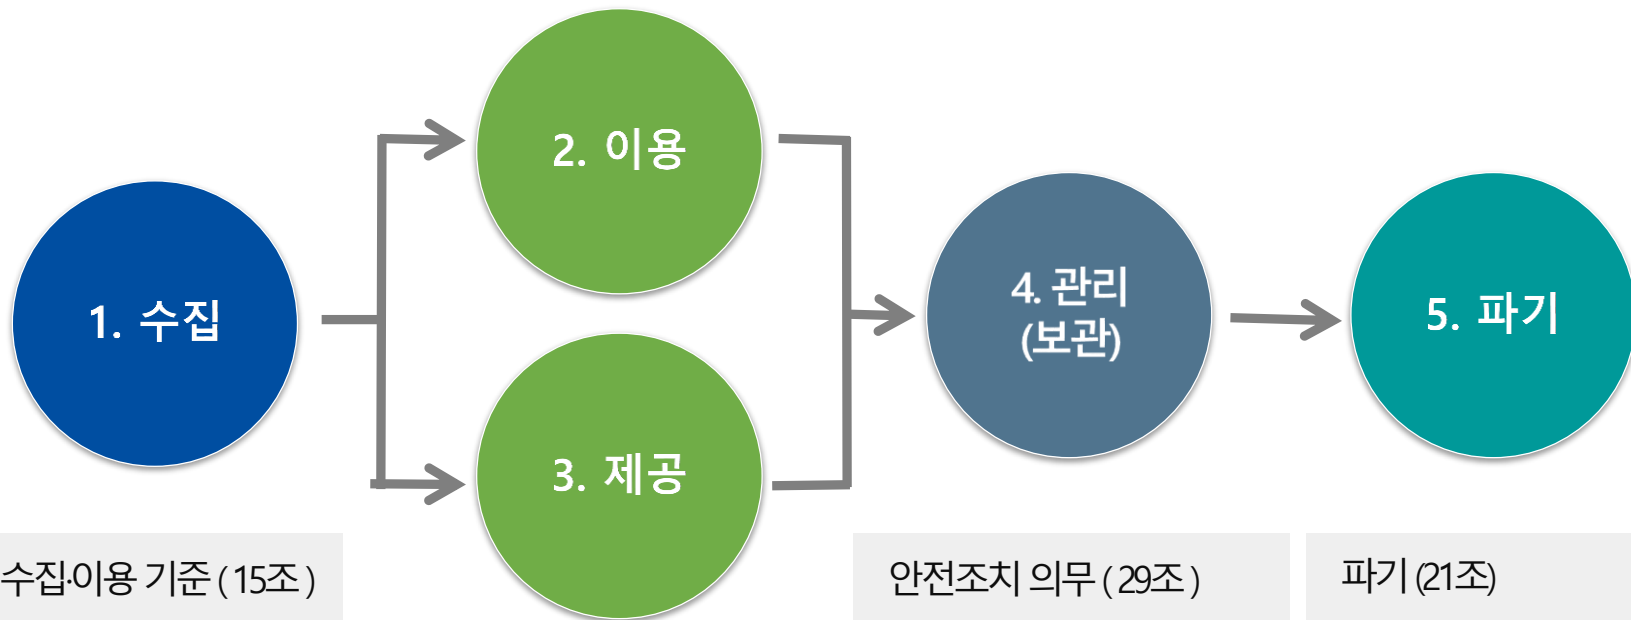 1. 수집
2. 이용
3. 제공
4. 관리
(보관)
5. 파기
수집·이용 기준 ( 15조 )
안전조치 의무 ( 29조 )
파기 (21조)